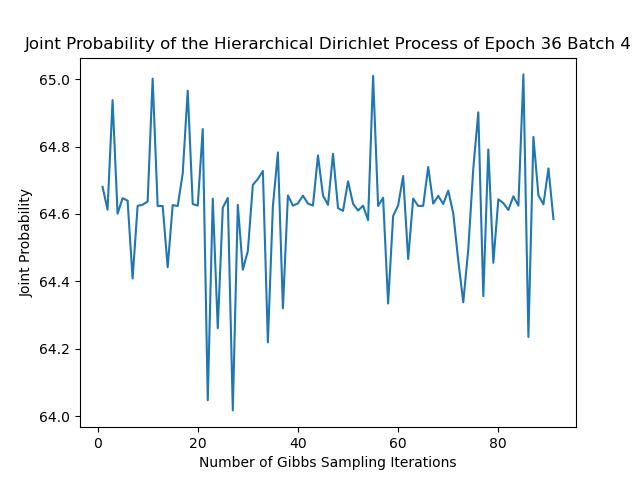 Joint Probability of the Hierarchical Dirichlet Process of Epoch 36 Batch 4
65.0
64.8
64.6
64.4
64.2
64.0
Joint Probability
0 20 40 60 80
Number of Gibbs Sampling Iterations